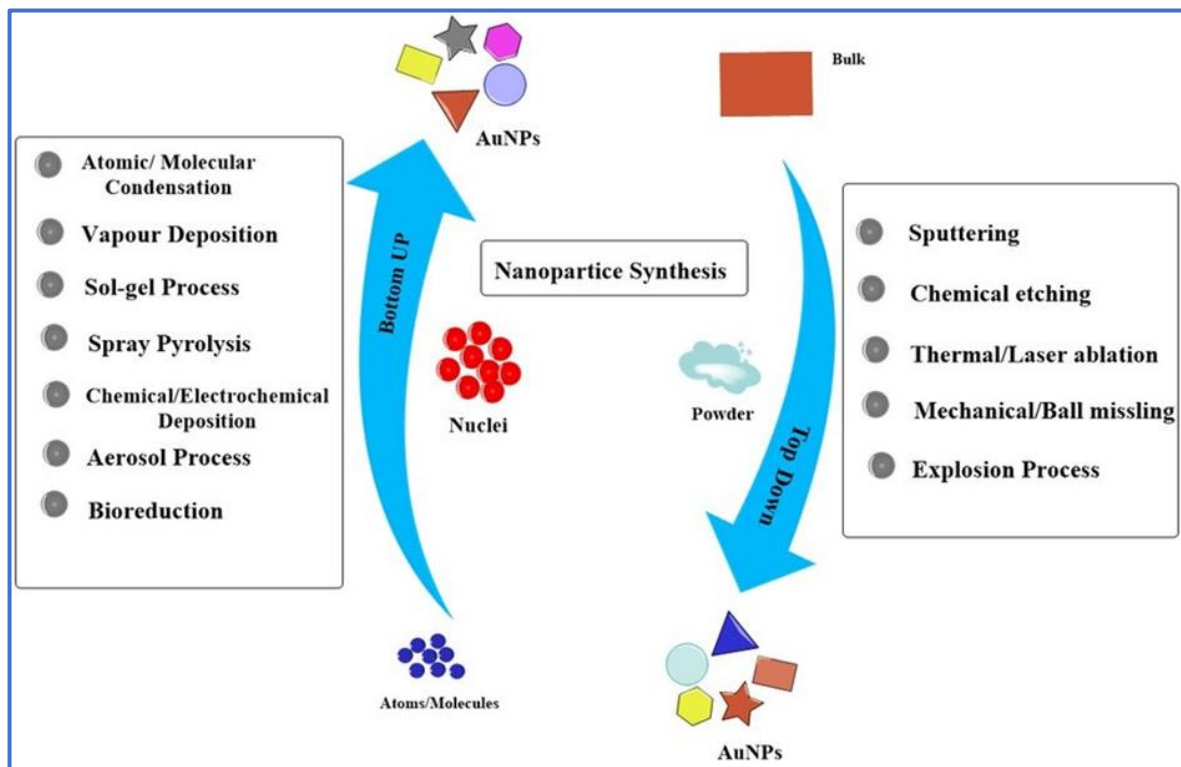 AuNPs
Bulk
Atomic/ Molecular
Condensation
Vapour Deposition
Sol-gel Process
Spray Pyrolysis
Chemical/Electrochemical
Deposition
Aerosol Process
Bioreduction
Bottom UP
Nanopartice Synthesis
Nuclei
Powder
Top Down
Sputtering
Chemical etching
Thermal/Laser ablation
Mechanical/Ball missling
Explosion Process
Atoms/Molecules
AuNPs